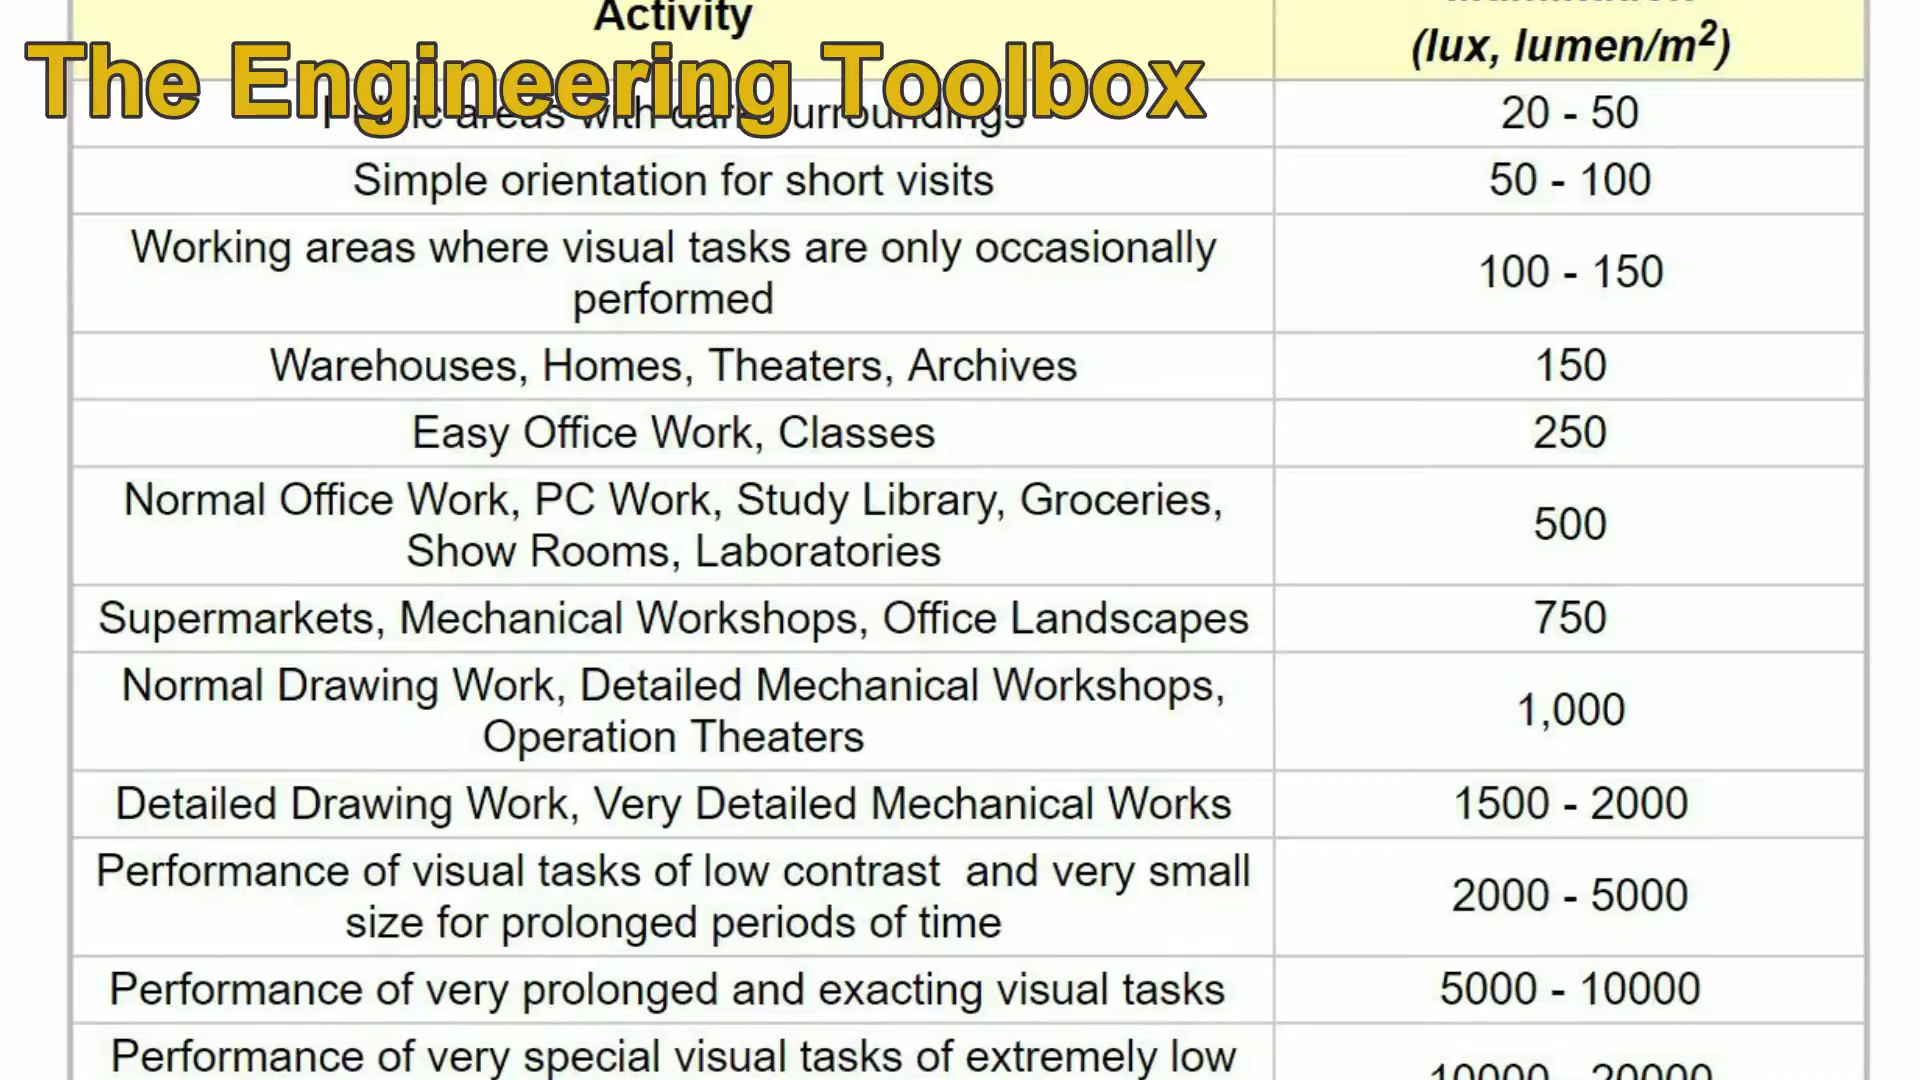 Activity
(lux, lumen/m²)
The Engineering Toolbox
areas with surroundings
20 - 50
Simple orientation for short visits
50 - 100
Working areas where visual tasks are only occasionally
performed
100 - 150
Warehouses, Homes, Theaters, Archives
150
Easy Office Work, Classes
250
Normal Office Work, PC Work, Study Library, Groceries,
Show Rooms, Laboratories
500
Supermarkets, Mechanical Workshops, Office Landscapes
750
Normal Drawing Work, Detailed Mechanical Workshops,
Operation Theaters
1,000
Detailed Drawing Work, Very Detailed Mechanical Works
1500 - 2000
Performance of visual tasks of low contrast and very small
size for prolonged periods of time
2000 - 5000
Performance of very prolonged and exacting visual tasks
5000 - 10000
Performance of very special visual tasks of extremely low
10000 - 20000